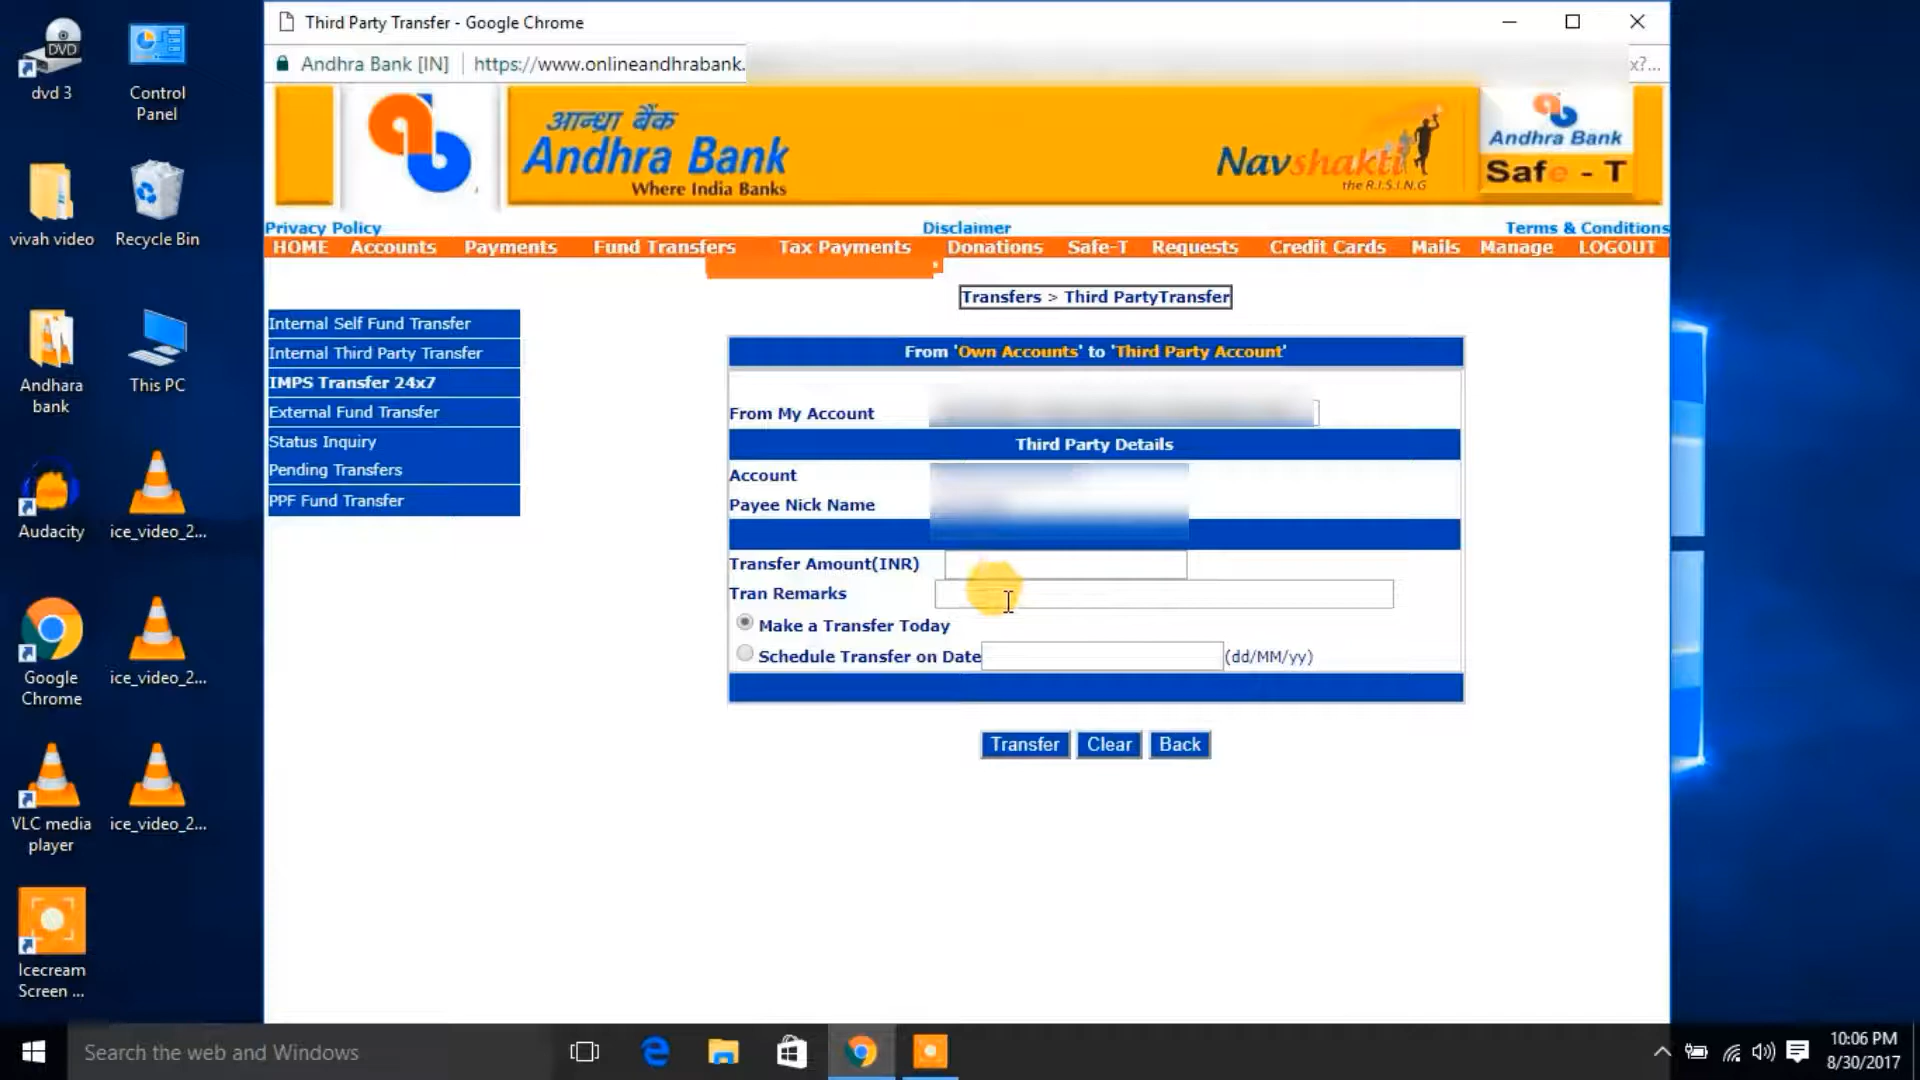 Third Party Transfer - Google Chrome
Andhra Bank [IN] https://www.onlineandhrabank. x?...
आन्ध्रा बैंक
Andhra Bank
Where India Banks
Navshakti
the R.I.S.I.N.G
Andhra Bank
Safe - T
Privacy Policy Disclaimer Terms & Conditions
HOME Accounts Payments Fund Transfers Tax Payments Donations Safe-T Requests Credit Cards Mails Manage LOGOUT
Transfers > Third PartyTransfer
Internal Self Fund Transfer
Internal Third Party Transfer
IMPS Transfer 24x7
External Fund Transfer
Status Inquiry
Pending Transfers
PPF Fund Transfer
From 'Own Accounts' to 'Third Party Account'
From My Account
Third Party Details
Account
Payee Nick Name
Transfer Amount(INR)
Tran Remarks
Make a Transfer Today
Schedule Transfer on Date (dd/MM/yy)
Transfer Clear Back
DVD
dvd 3
Control
Panel
vivah video
Recycle Bin
Andhara
bank
This PC
Audacity
ice_video_2...
Google
Chrome
ice_video_2...
VLC media
player
ice_video_2...
Icecream
Screen ...
Search the web and Windows
10:06 PM
8/30/2017